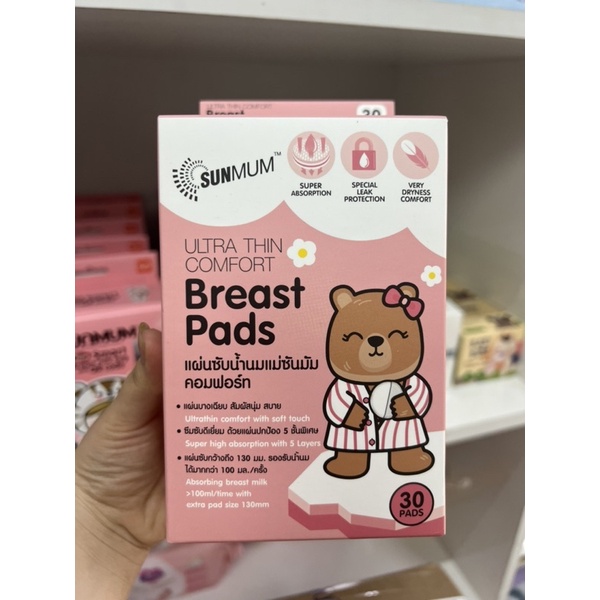 ULTRA THIN COMFORT
Breast
30
SUNMUM™
SUPER
ABSORPTION
SPECIAL
LEAK
PROTECTION
VERY
DRYNESS
COMFORT
ULTRA THIN
COMFORT
Breast
Pads
แผ่นซับน้ำนมแม่ซันมัม
คอมฟอร์ท
• แผ่นบางเฉียบ สัมผัสนุ่ม สบาย
Ultrathin comfort with soft touch
• ซึมซับดีเยี่ยม ด้วยแผ่นปกป้อง 5 ชั้นพิเศษ
Super high absorption with 5 Layers
• แผ่นซับกว้างถึง 130 มม. รองรับน้ำนม
ได้มากกว่า 100 มล./ครั้ง
Absorbing breast milk
>100ml/time with
extra pad size 130mm
30
PADS
SUNMUM